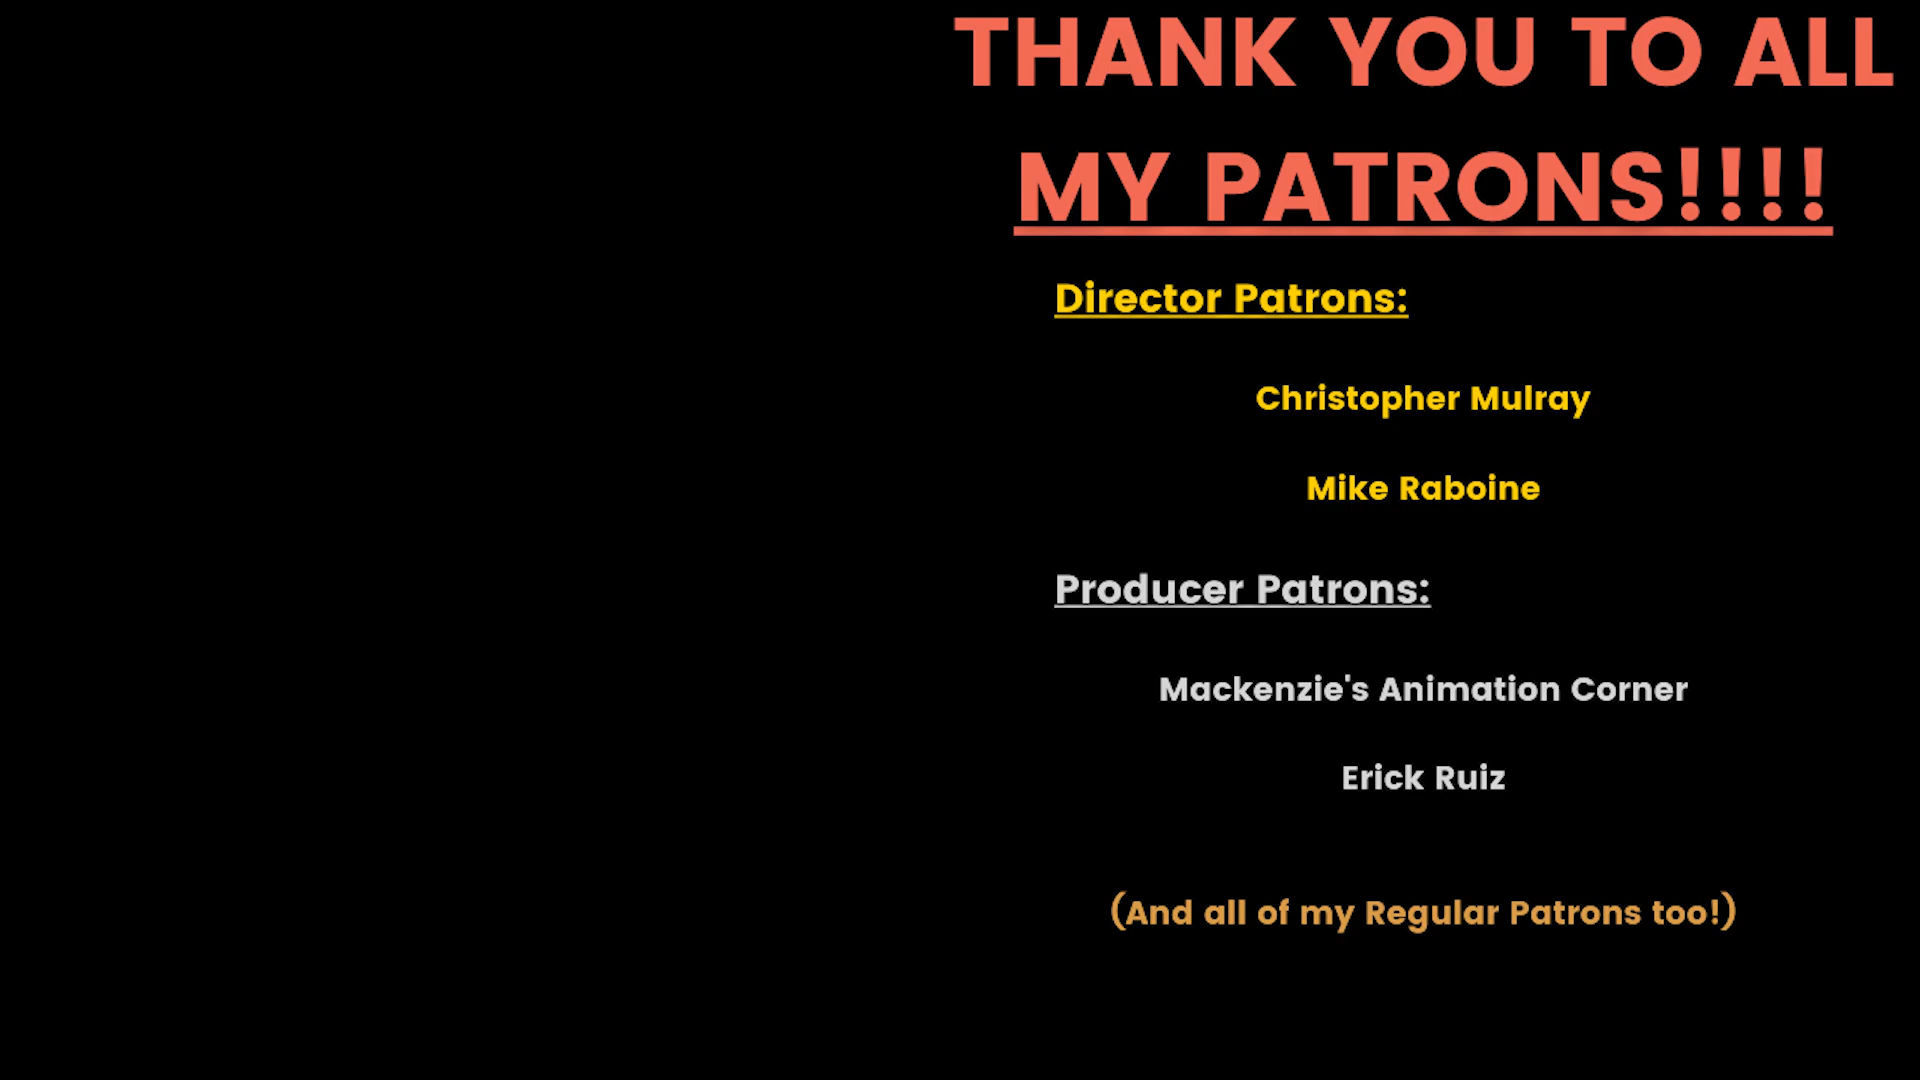 THANK YOU TO ALL
MY PATRONS!!!!
Director Patrons:
Christopher Mulray
Mike Raboine
Producer Patrons:
Mackenzie's Animation Corner
Erick Ruiz
(And all of my Regular Patrons too!)